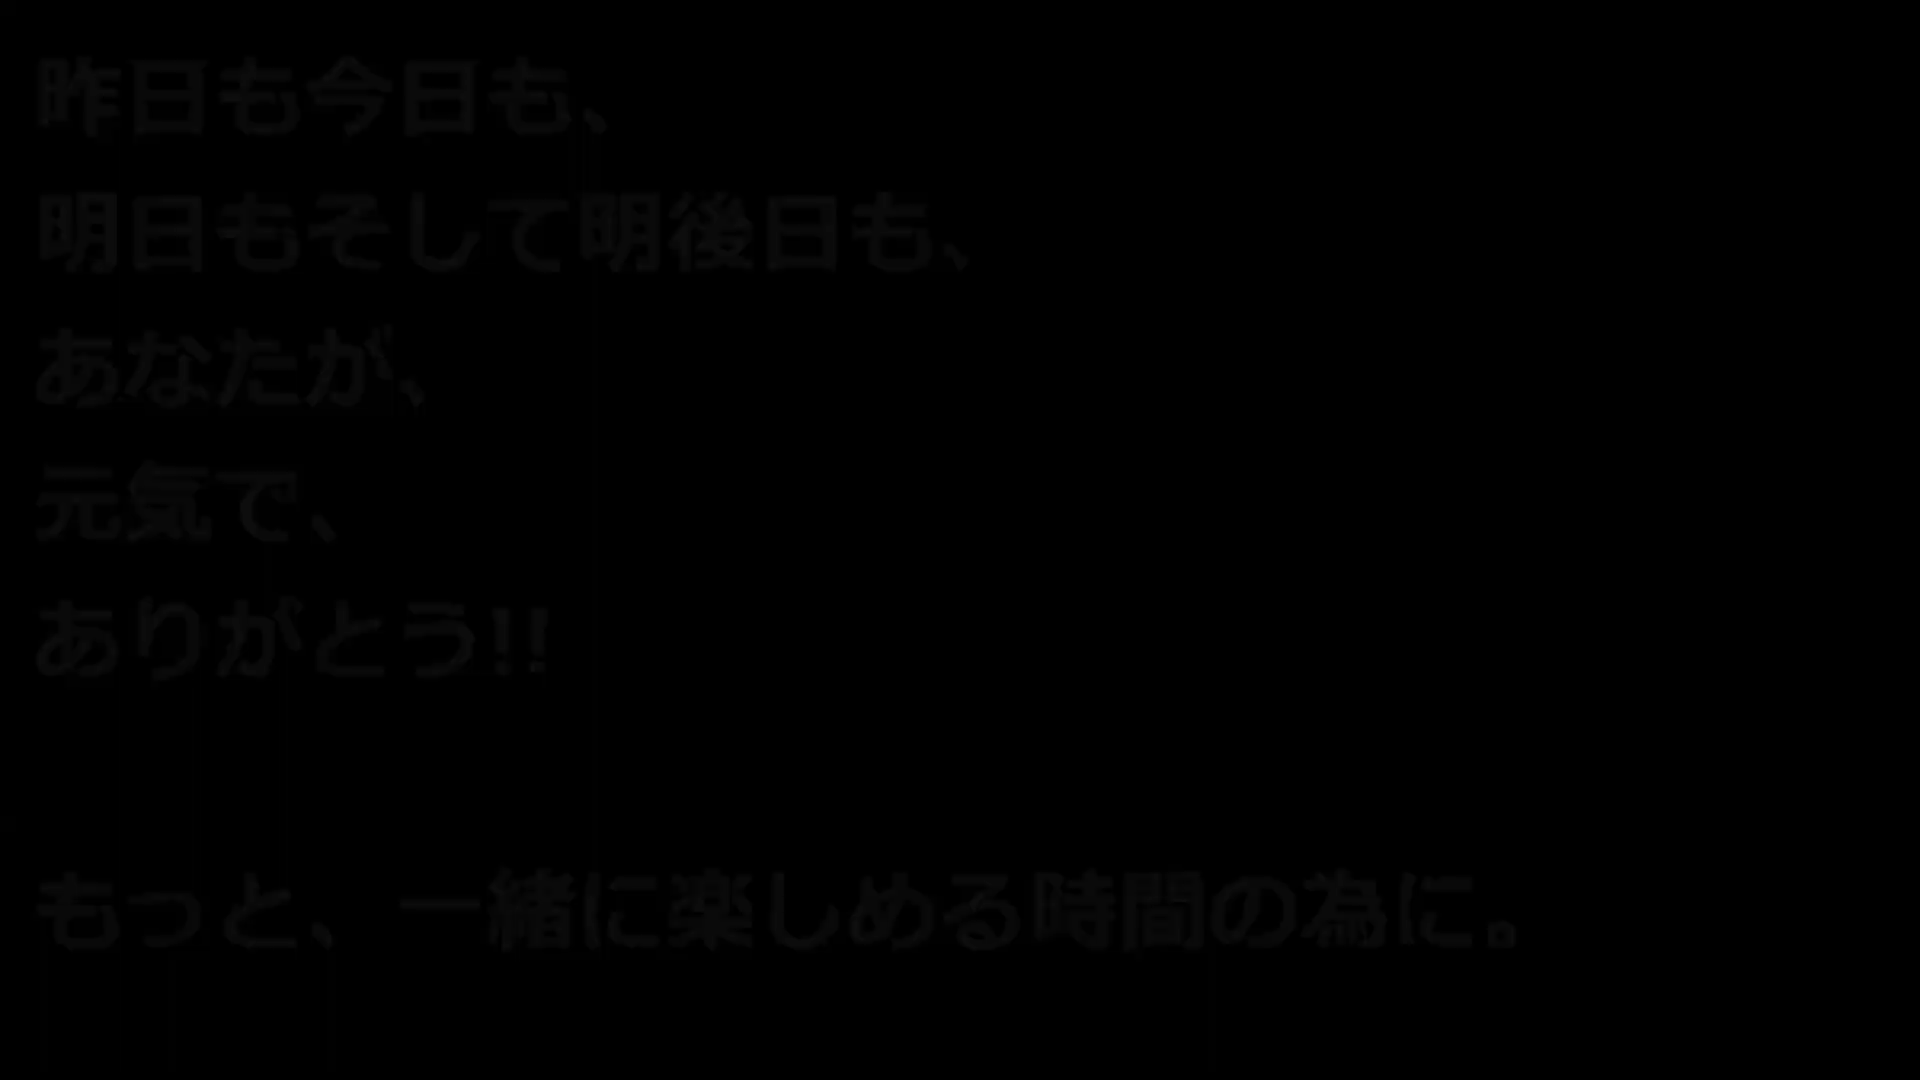 昨日も今日も、
明日もそして明後日も、
あなたが、
元気で、
ありがとう!!
もっと、一緒に楽しめる時間の為に。